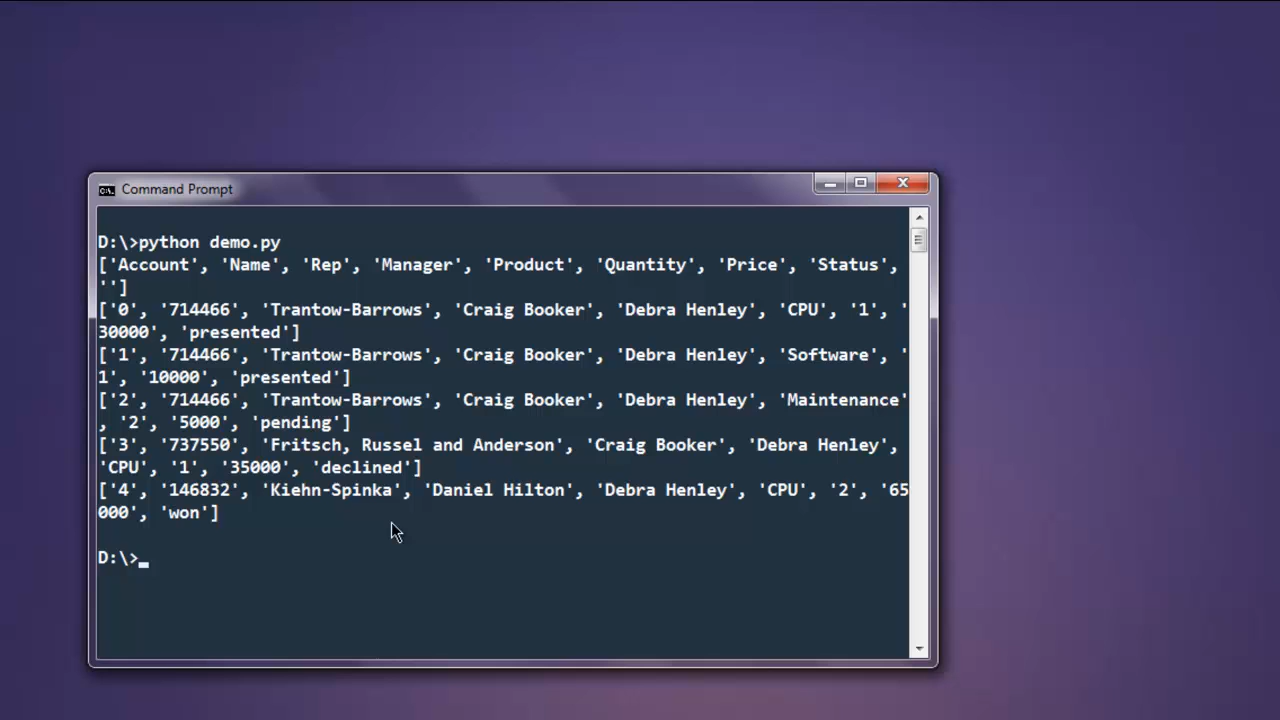 Command Prompt
D:\>python demo.py
['Account', 'Name', 'Rep', 'Manager', 'Product', 'Quantity', 'Price', 'Status',
'']
['0', '714466', 'Trantow-Barrows', 'Craig Booker', 'Debra Henley', 'CPU', '1', '
30000', 'presented']
['1', '714466', 'Trantow-Barrows', 'Craig Booker', 'Debra Henley', 'Software', '
1', '10000', 'presented']
['2', '714466', 'Trantow-Barrows', 'Craig Booker', 'Debra Henley', 'Maintenance'
, '2', '5000', 'pending']
['3', '737550', 'Fritsch, Russel and Anderson', 'Craig Booker', 'Debra Henley',
'CPU', '1', '35000', 'declined']
['4', '146832', 'Kiehn-Spinka', 'Daniel Hilton', 'Debra Henley', 'CPU', '2', '65
000', 'won']
D:\>